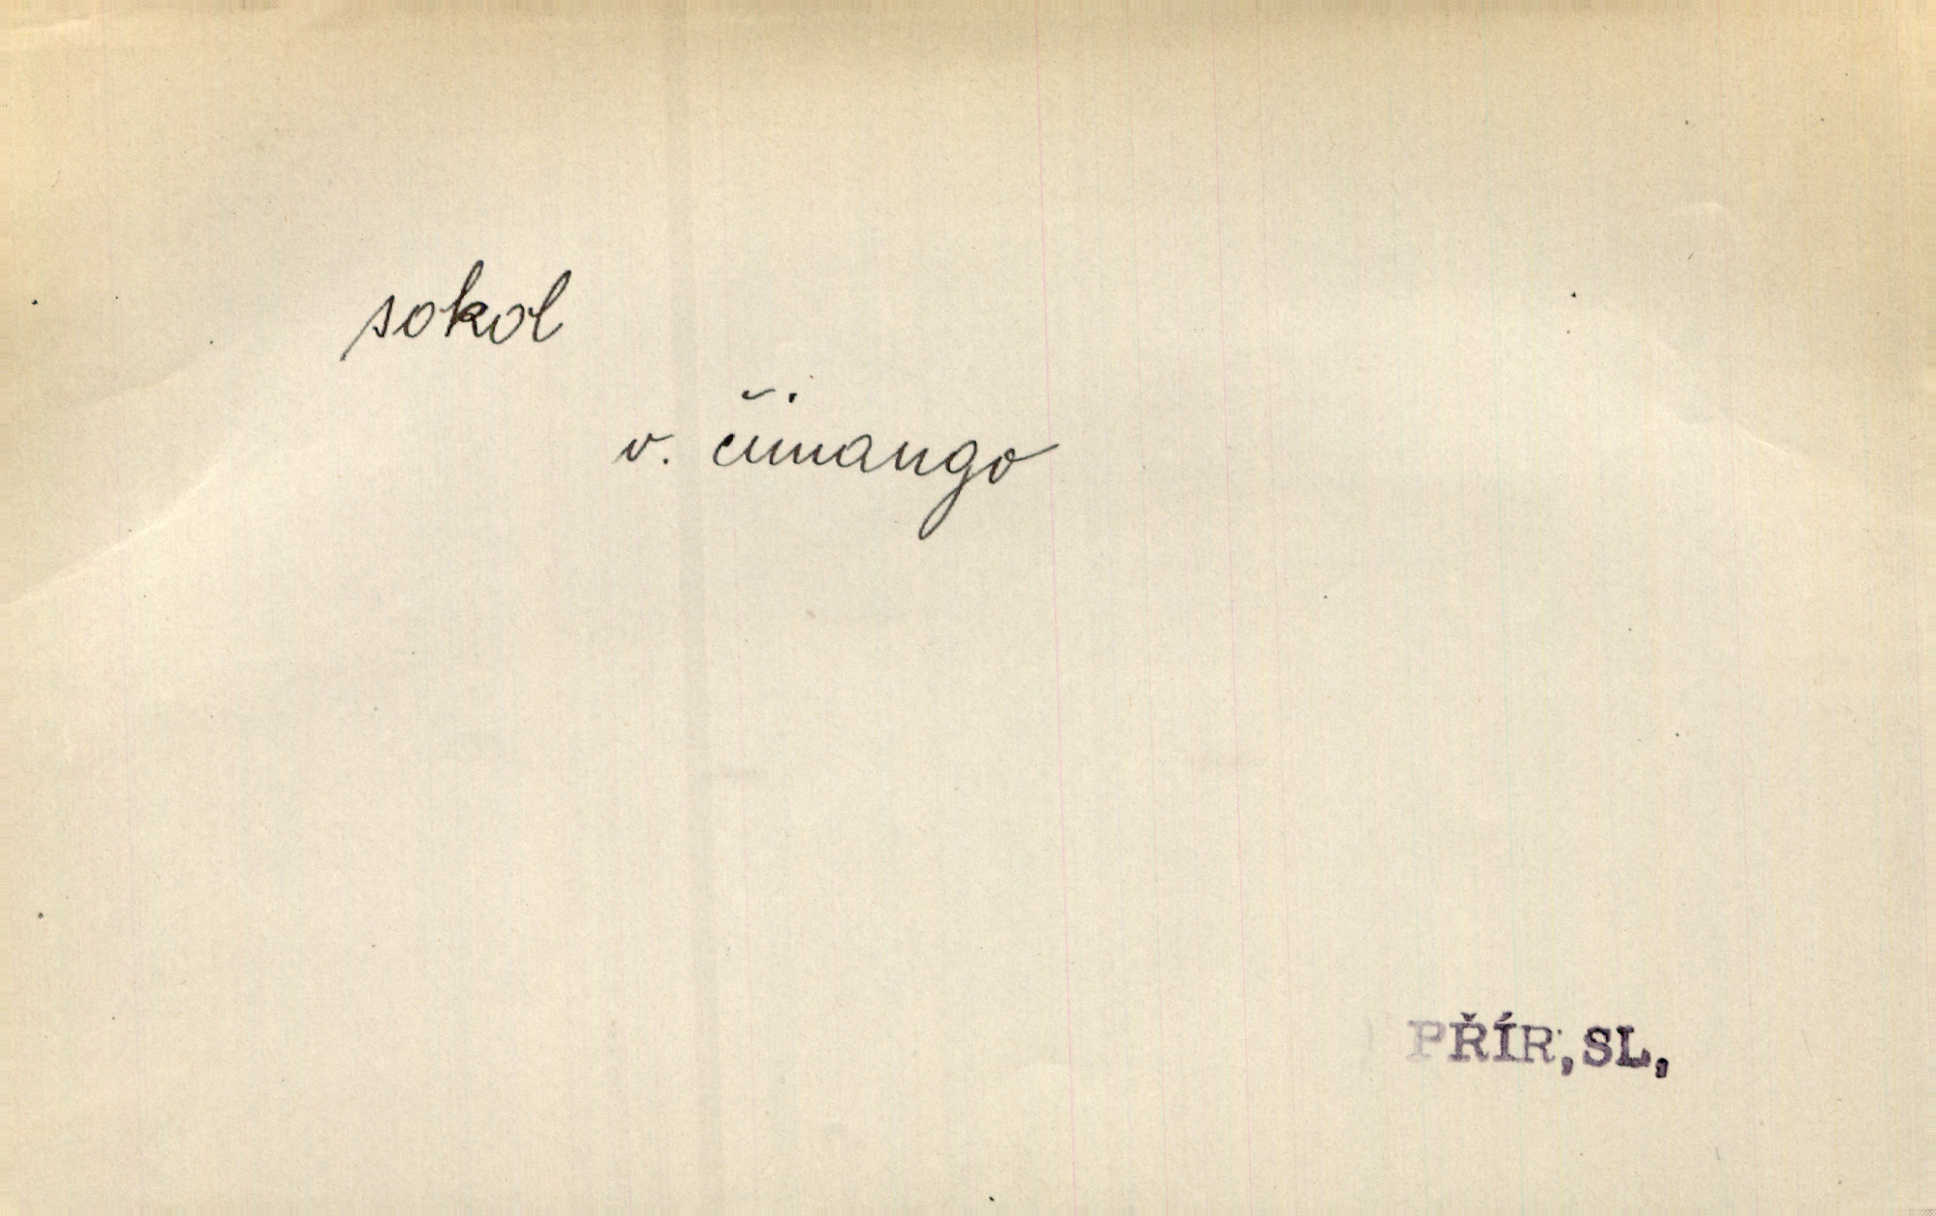 sokol
v. čimango
PŘÍR,SL,